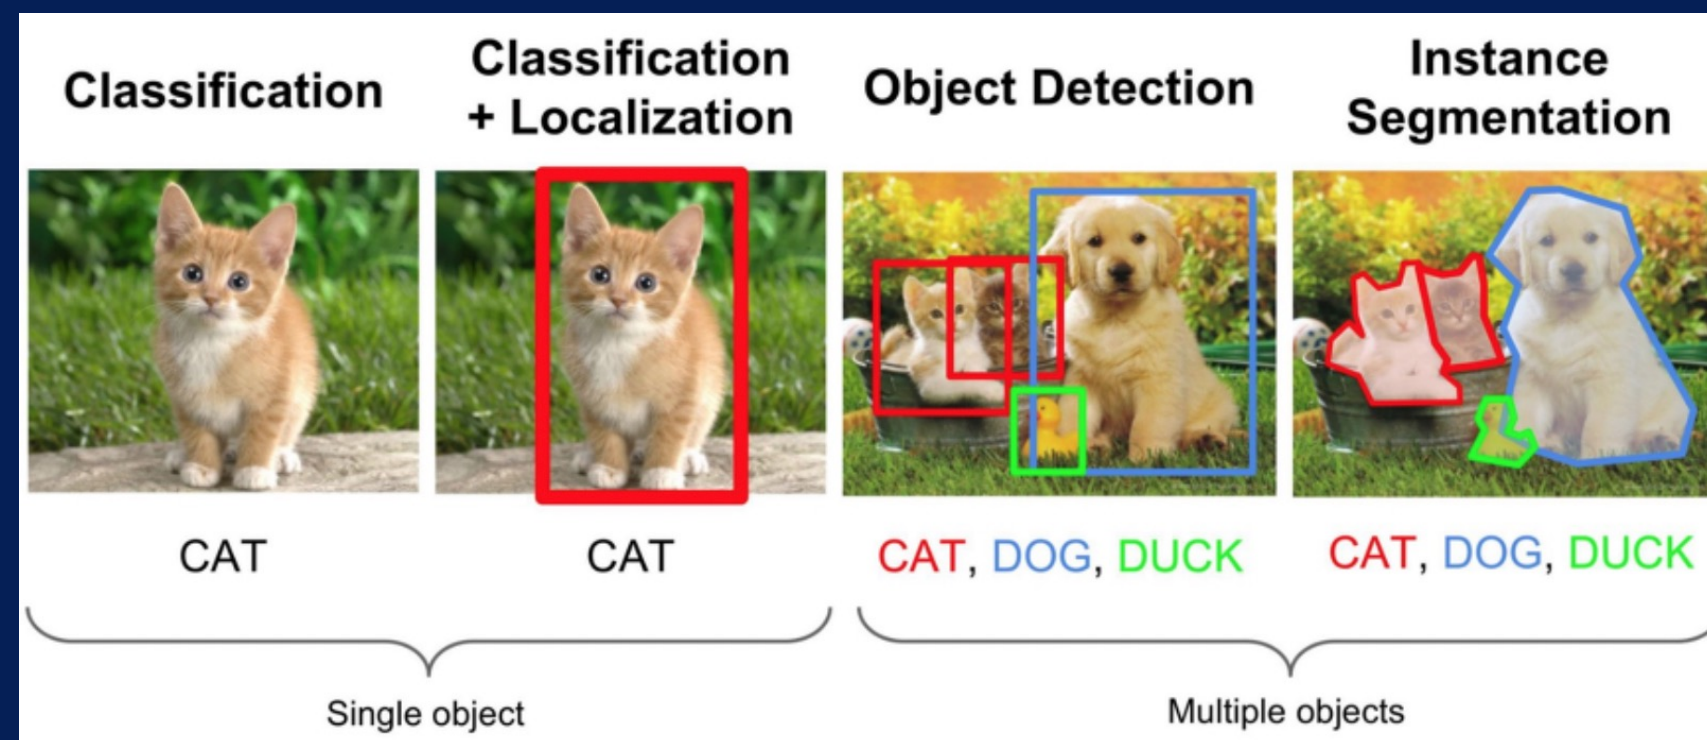 Classification
Classification
+ Localization
Object Detection
Instance
Segmentation
CAT
CAT
CAT, DOG, DUCK
CAT, DOG, DUCK
Single object
Multiple objects